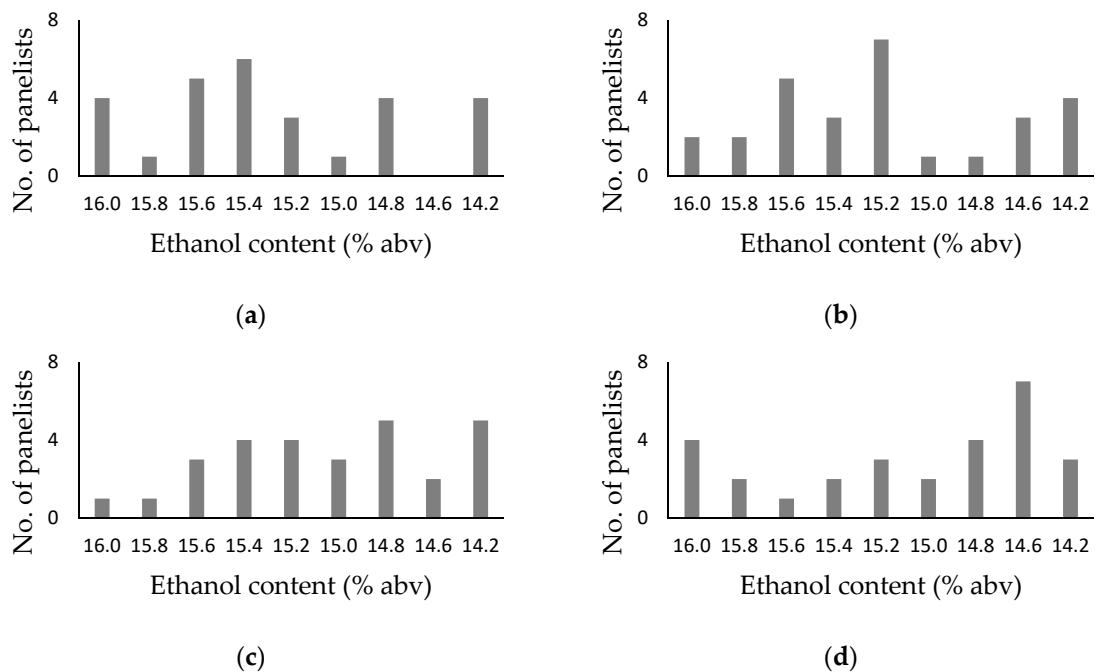 No. of panelists
8
4
0
16.0 15.8 15.6 15.4 15.2 15.0 14.8 14.6 14.2
Ethanol content (% abv)
(a)
No. of panelists
8
4
0
16.0 15.8 15.6 15.4 15.2 15.0 14.8 14.6 14.2
Ethanol content (% abv)
(b)
No. of panelists
8
4
0
16.0 15.8 15.6 15.4 15.2 15.0 14.8 14.6 14.2
Ethanol content (% abv)
(c)
No. of panelists
8
4
0
16.0 15.8 15.6 15.4 15.2 15.0 14.8 14.6 14.2
Ethanol content (% abv)
(d)